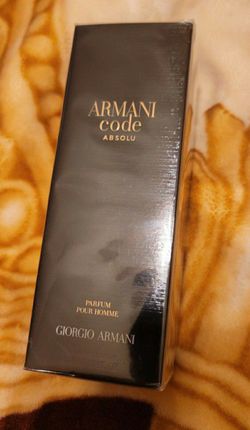 ARMANI
code
ABSOLU
PARFUM
POUR HOMME
GIORGIO ARMANI